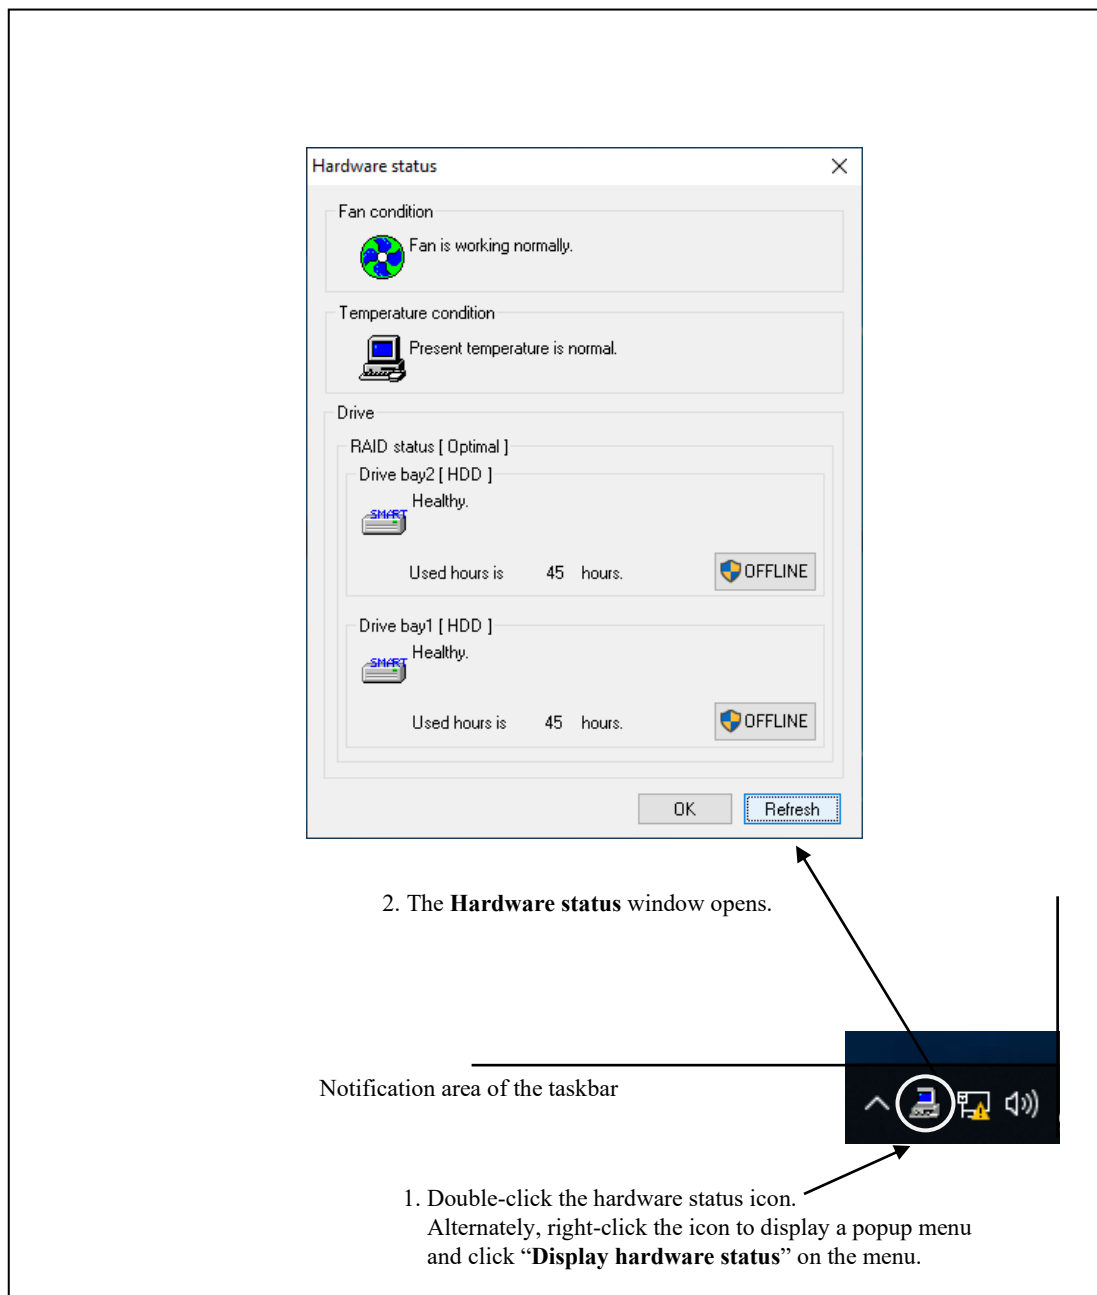 Hardware status
Fan condition
Fan is working normally.
Temperature condition
Present temperature is normal.
Drive
RAID status [ Optimal ]
Drive bay2 [ HDD ]
SMART
Healthy.
Used hours is 45 hours.
OFFLINE
Drive bay1 [ HDD ]
SMART
Healthy.
Used hours is 45 hours.
OFFLINE
OK
Refresh
2. The Hardware status window opens.
Notification area of the taskbar
1. Double-click the hardware status icon.
Alternately, right-click the icon to display a popup menu
and click “Display hardware status” on the menu.